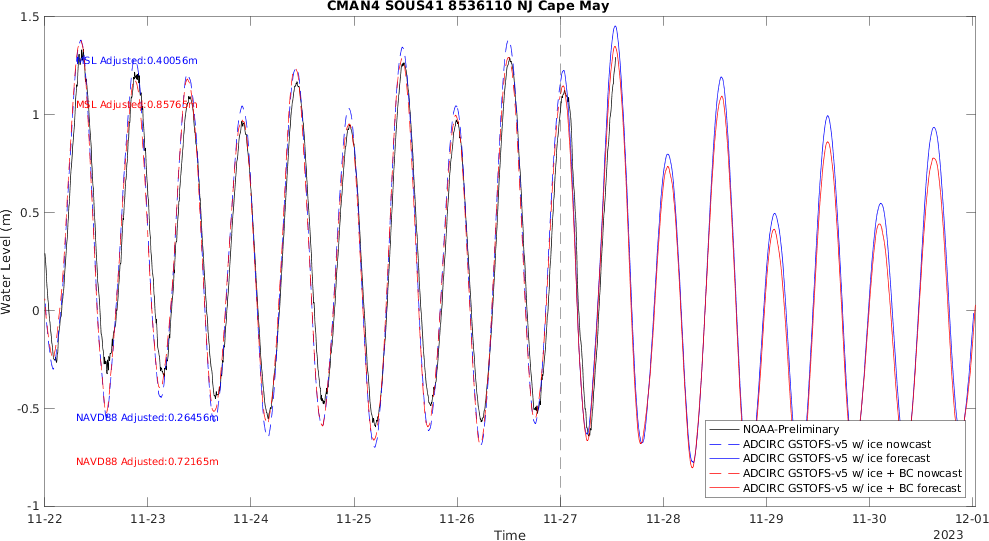 CMAN4 SOUS41 8536110 NJ Cape May
1.5
1
0.5
0
-0.5
-1
Water Level (m)
MSL Adjusted:0.40056m
MSL Adjusted:0.85765m
NAVD88 Adjusted:0.26456m
NAVD88 Adjusted:0.72165m
NOAA-Preliminary
ADCIRC GSTOFS-v5 w/ ice nowcast
ADCIRC GSTOFS-v5 w/ ice forecast
ADCIRC GSTOFS-v5 w/ ice + BC nowcast
ADCIRC GSTOFS-v5 w/ ice + BC forecast
11-22 11-23 11-24 11-25 11-26 11-27 11-28 11-29 11-30 12-01
Time
2023